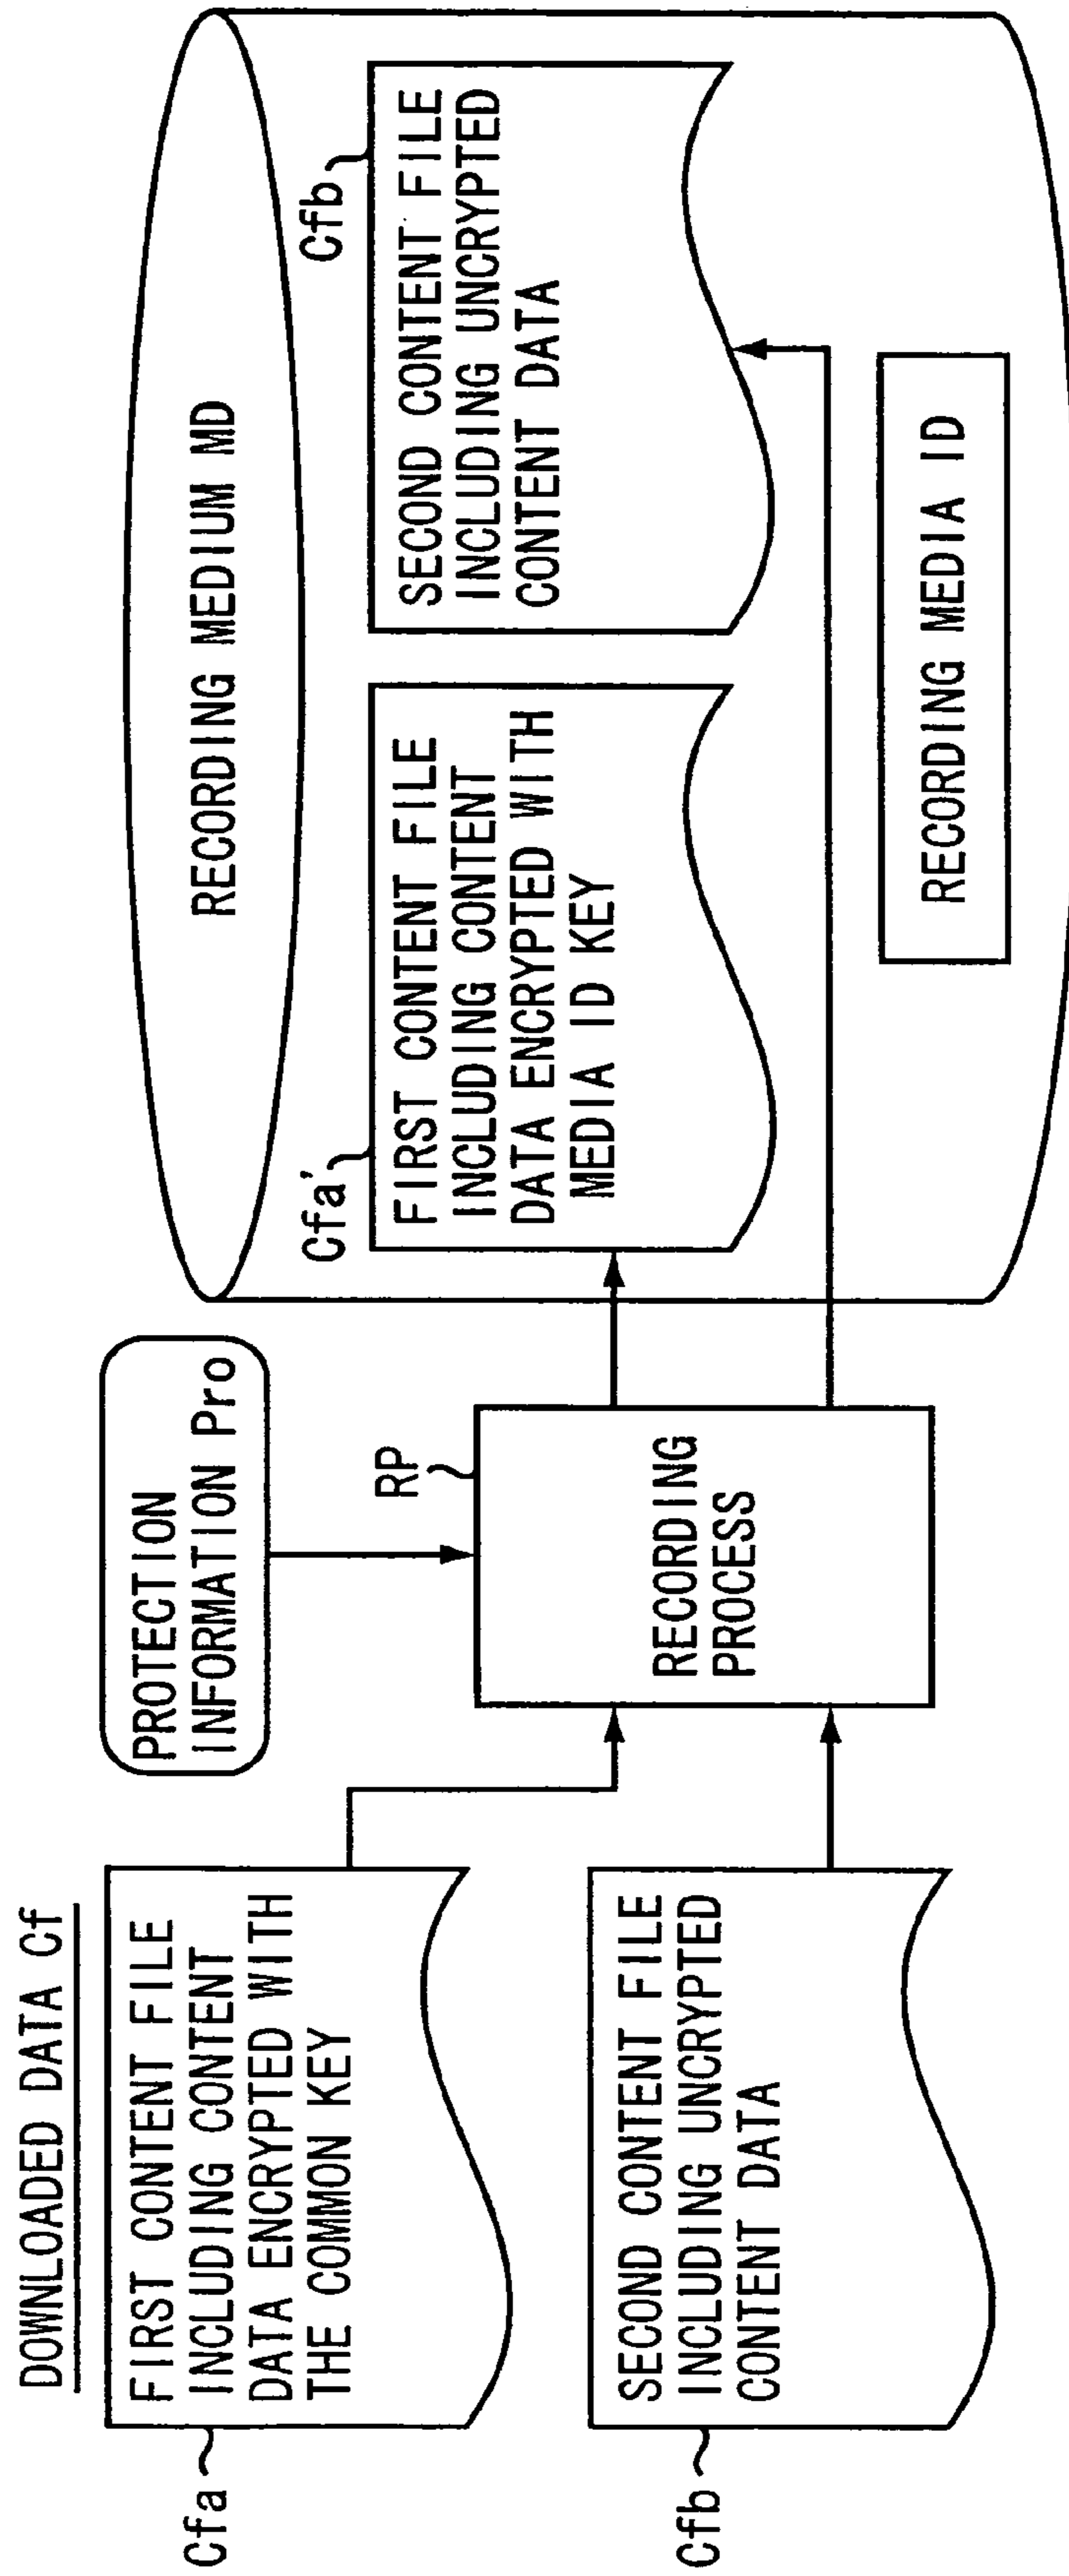 DOWNLOADED DATA Cf
Cfa
FIRST CONTENT FILE
INCLUDING CONTENT
DATA ENCRYPTED WITH
THE COMMON KEY
Cfb
SECOND CONTENT FILE
INCLUDING UNCRYPTED
CONTENT DATA
PROTECTION
INFORMATION Pro
RP
RECORDING
PROCESS
RECORDING MEDIUM MD
Cfa'
FIRST CONTENT FILE
INCLUDING CONTENT
DATA ENCRYPTED WITH
MEDIA ID KEY
Cfb
SECOND CONTENT FILE
INCLUDING UNCRYPTED
CONTENT DATA
RECORDING MEDIA ID